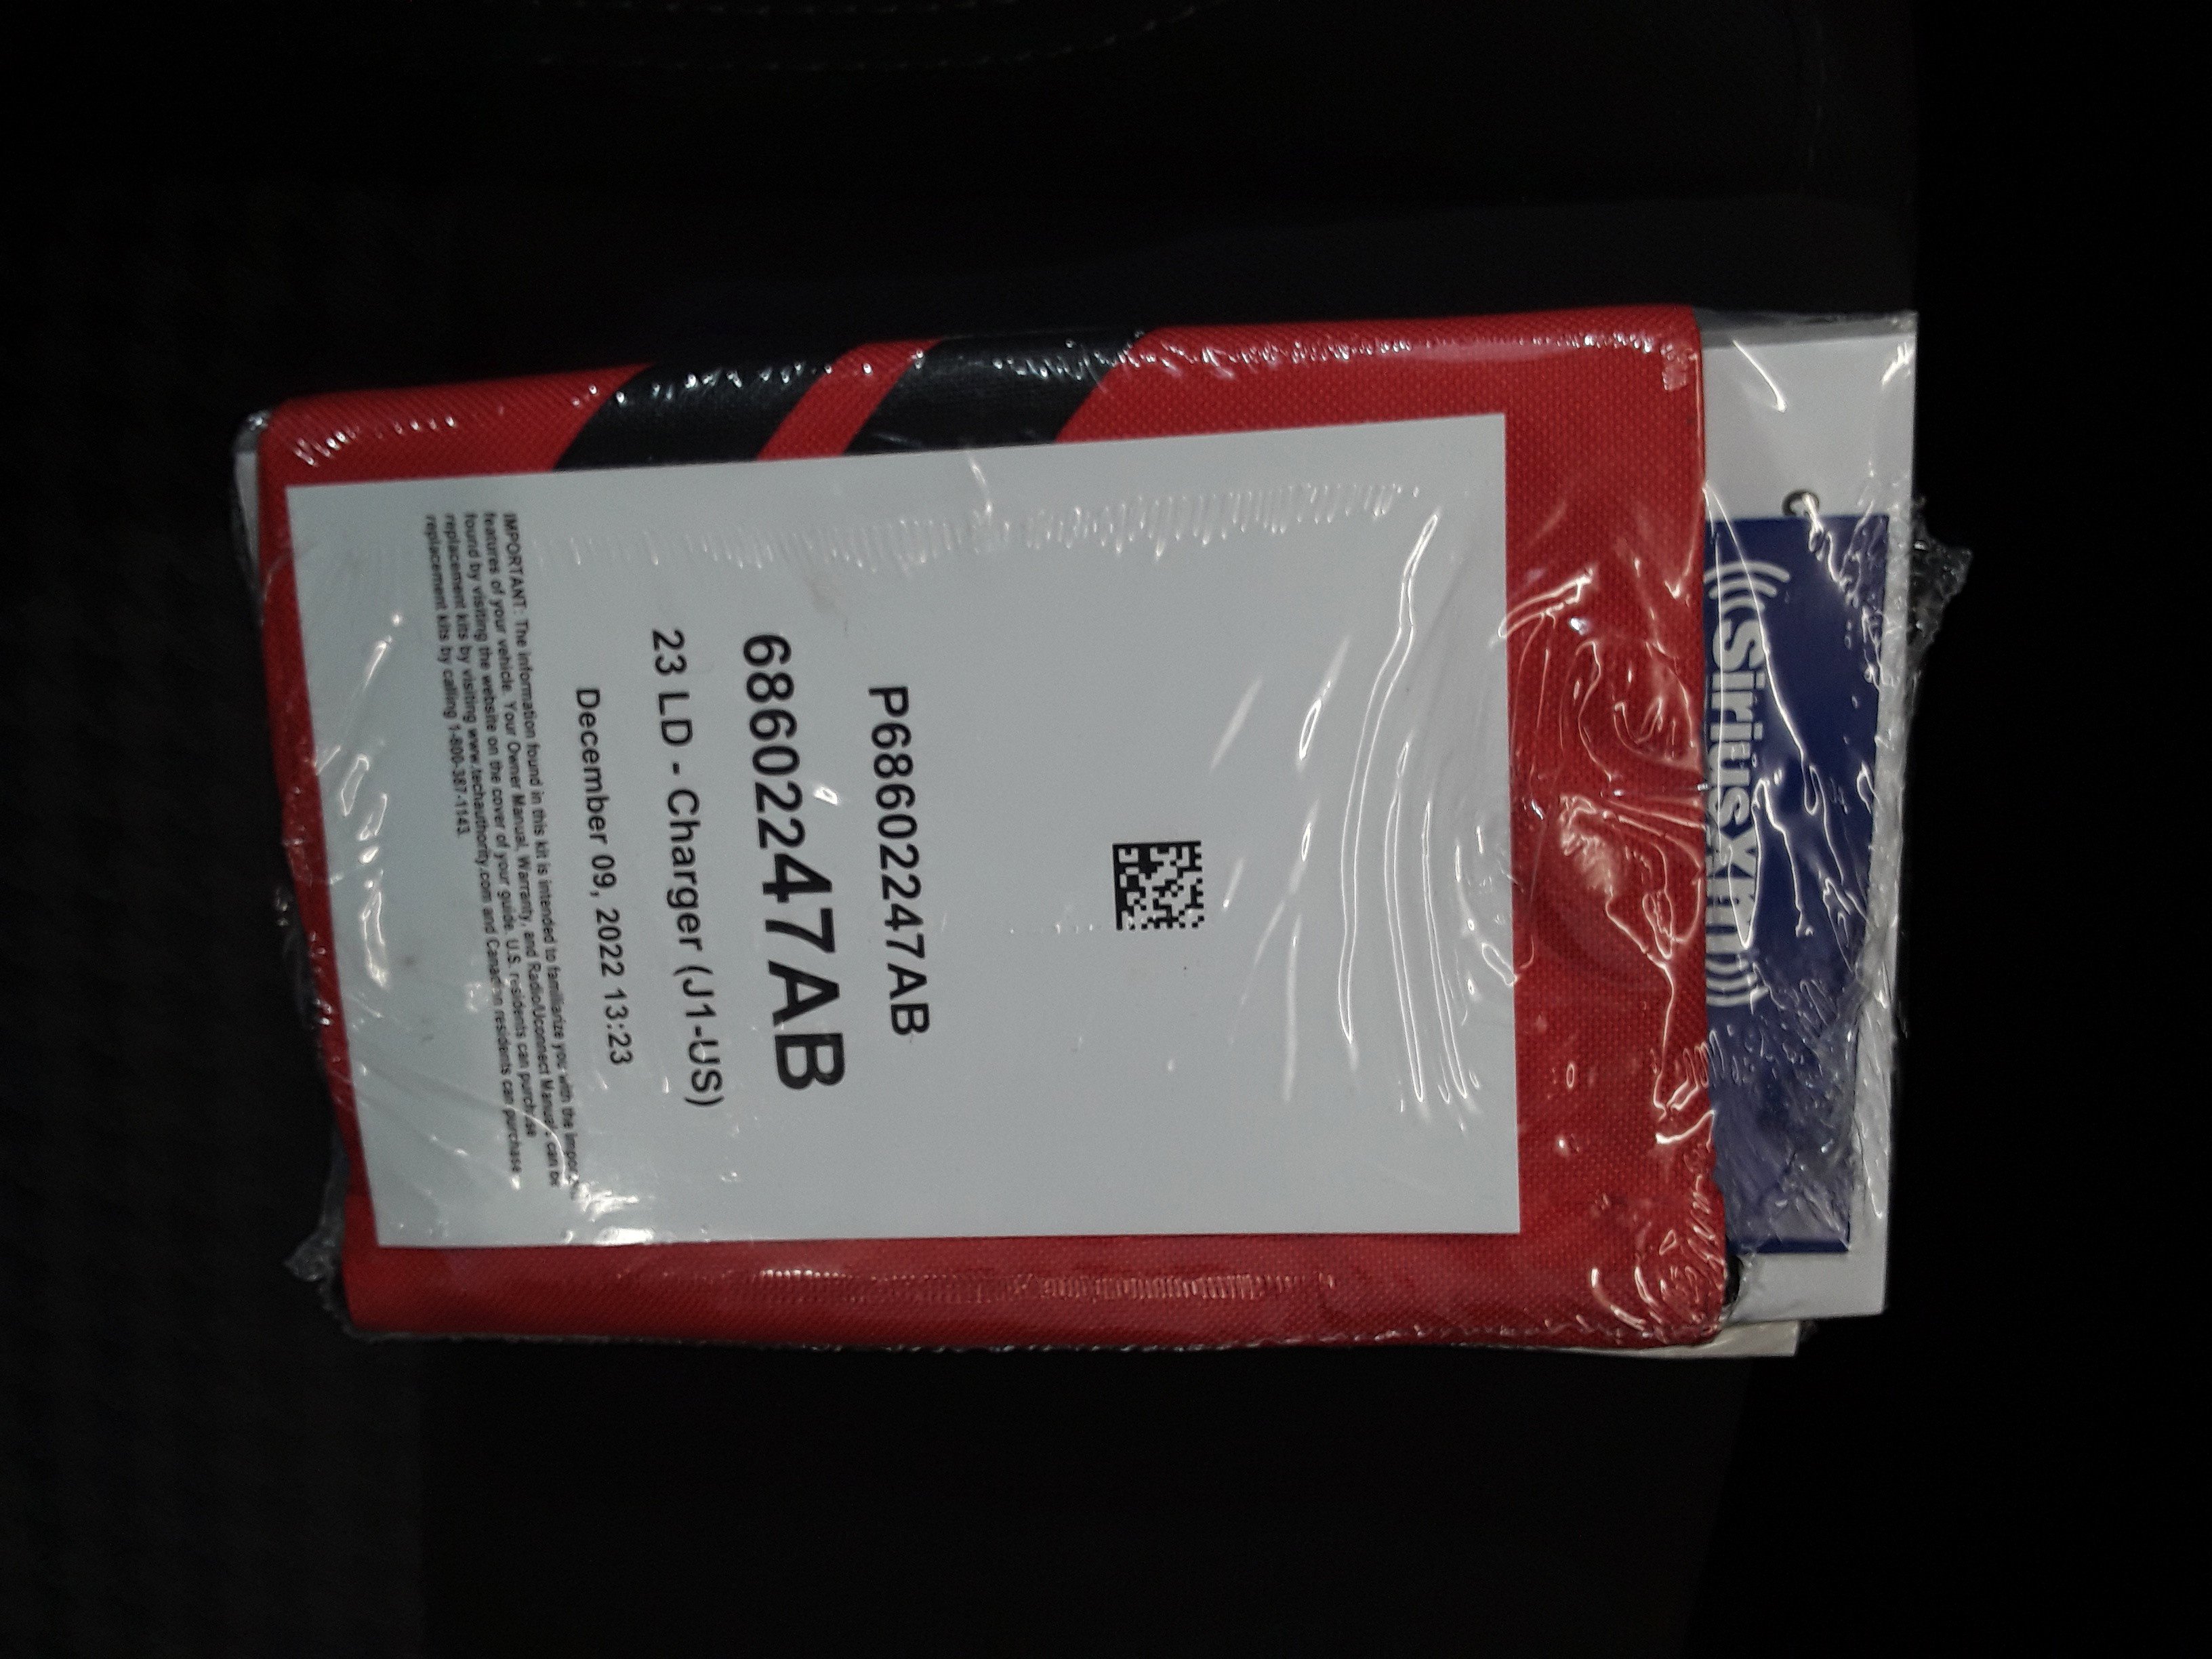 P68602247AB
68602247AB
23 LD - Charger (J1-US)
December 09, 2022 13:23
IMPORTANT: The information found in this kit is intended to familiarize you with the
features of your vehicle. Your Owner Manual, Warranty, and Radio/Uconnect Manuals can be
found by visiting the website on the cover of your guide. U.S. residents can purchase
replacement kits by visiting www.techauthority.com and Canadian residents can purchase
replacement kits by calling 1-800-387-1143.
SiriusXM